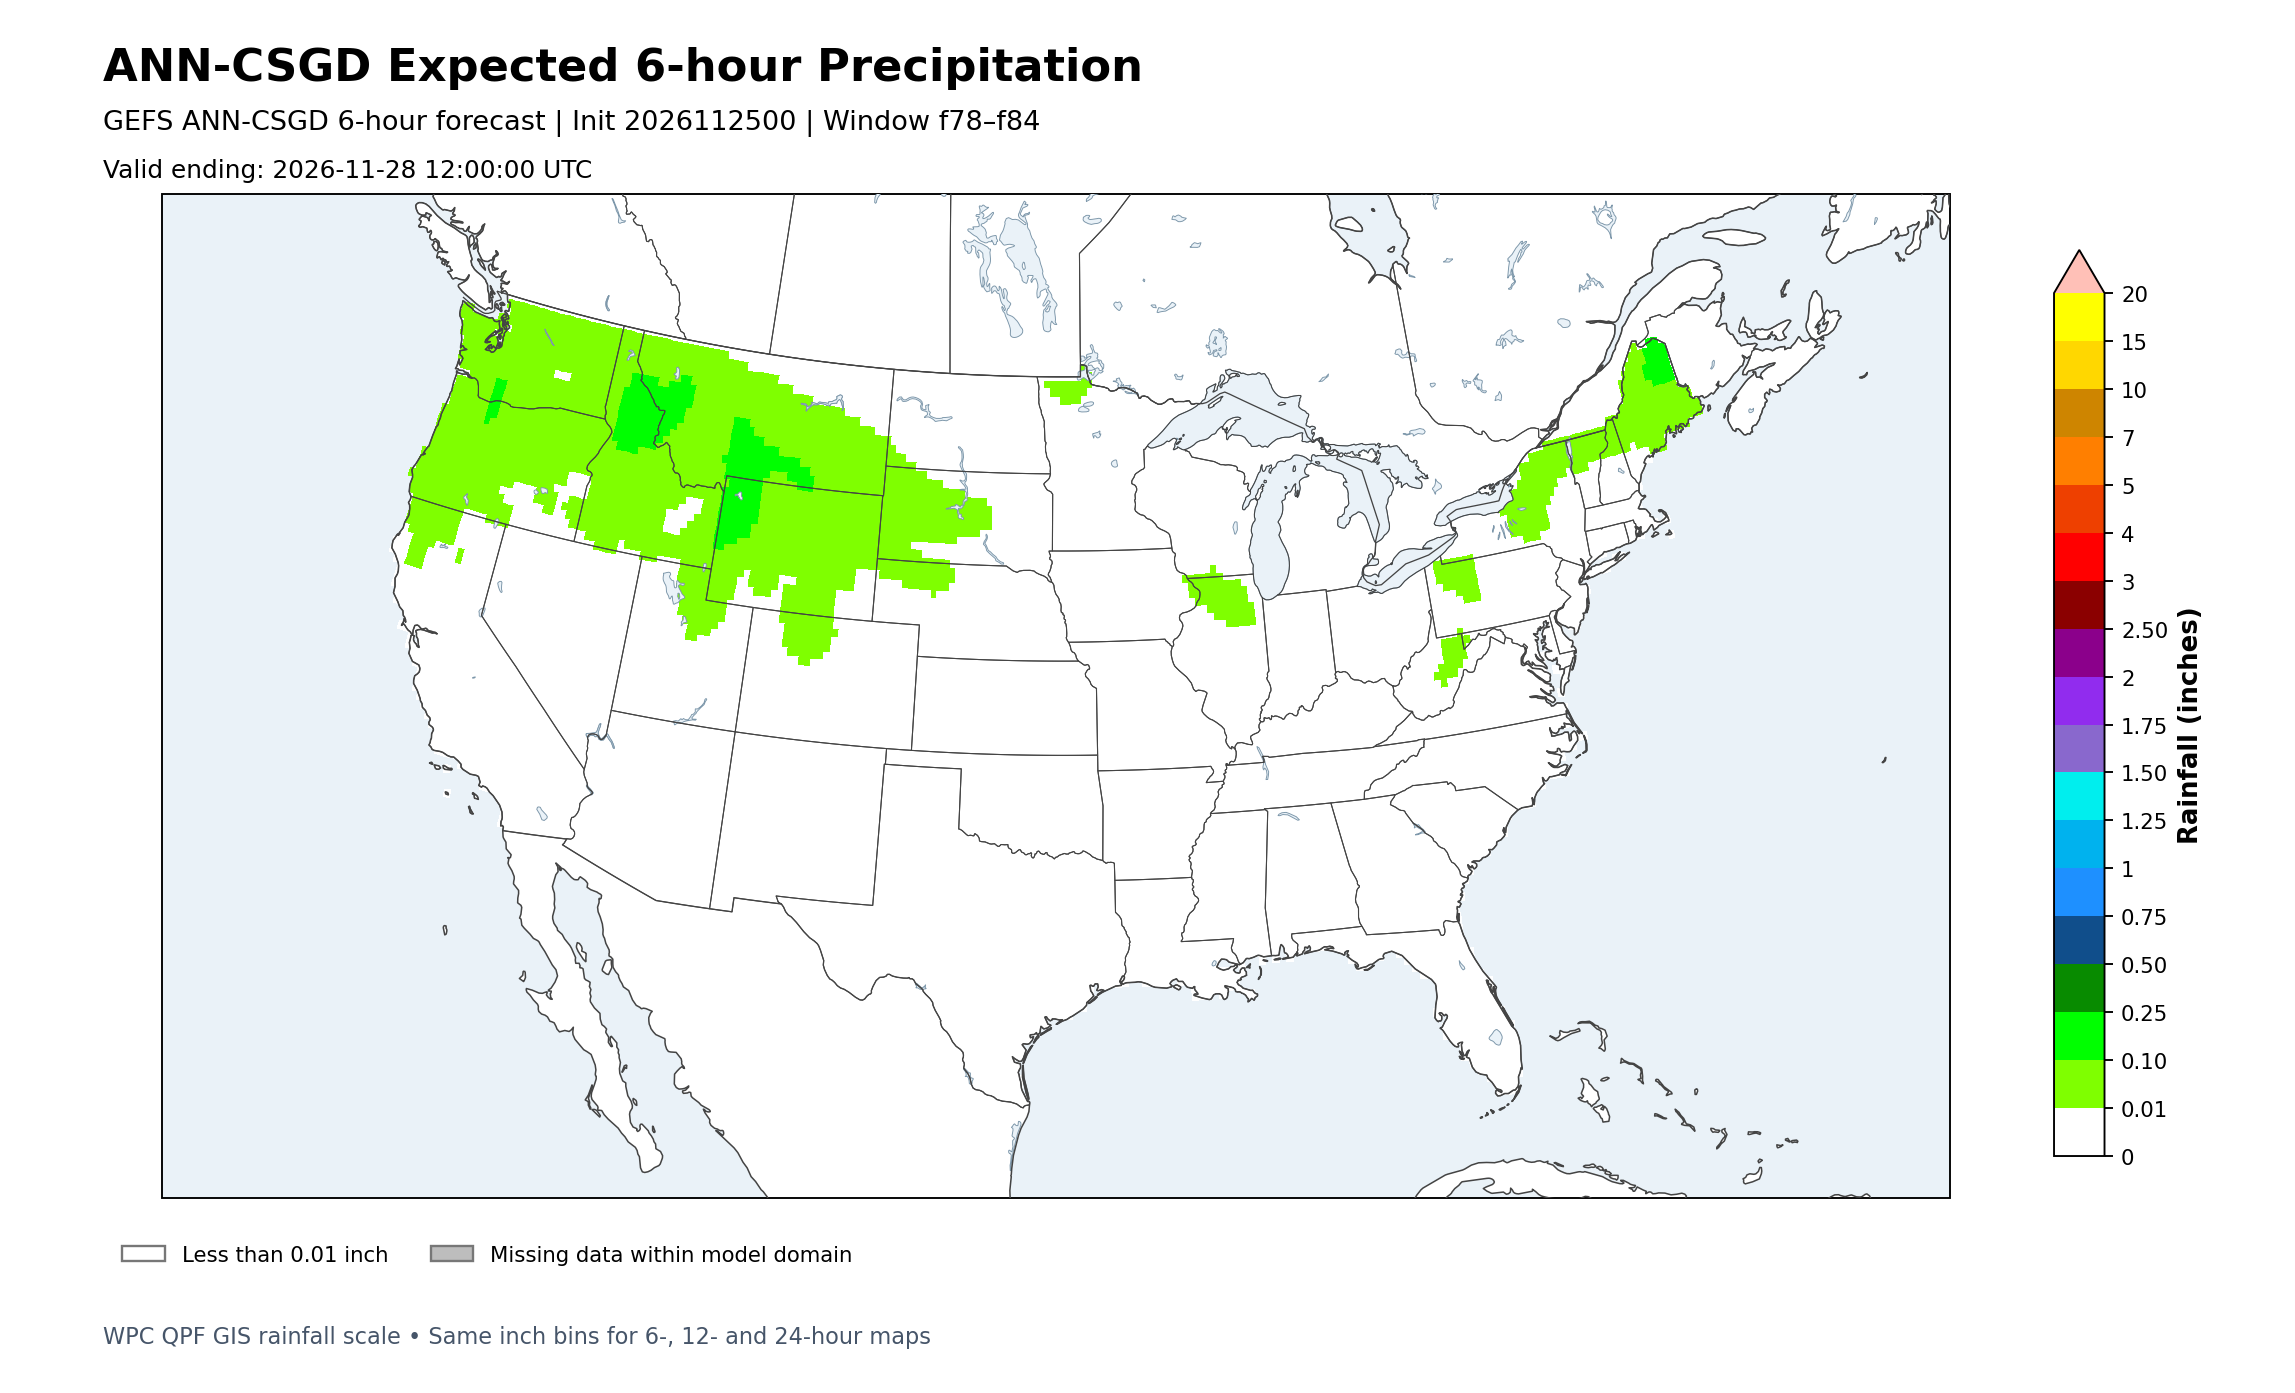 ANN-CSGD Expected 6-hour Precipitation
GEFS ANN-CSGD 6-hour forecast | Init 2026112500 | Window f78–f84
Valid ending: 2026-11-28 12:00:00 UTC
20
15
10
7
5
4
3
2.50
2
1.75
1.50
1.25
1
0.75
0.50
0.25
0.10
0.01
0
Rainfall (inches)
Less than 0.01 inch
Missing data within model domain
WPC QPF GIS rainfall scale • Same inch bins for 6-, 12- and 24-hour maps